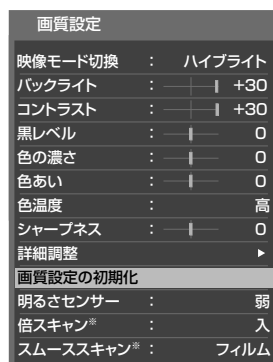 画質設定
映像モード切換 : ハイブライト
バックライト : +30
コントラスト : +30
黒レベル : 0
色の濃さ : 0
色あい : 0
色温度 : 高
シャープネス : 0
詳細調整
画質設定の初期化
明るさセンサー : 弱
倍スキャン※ : 入
スムーススキャン※ : フィルム